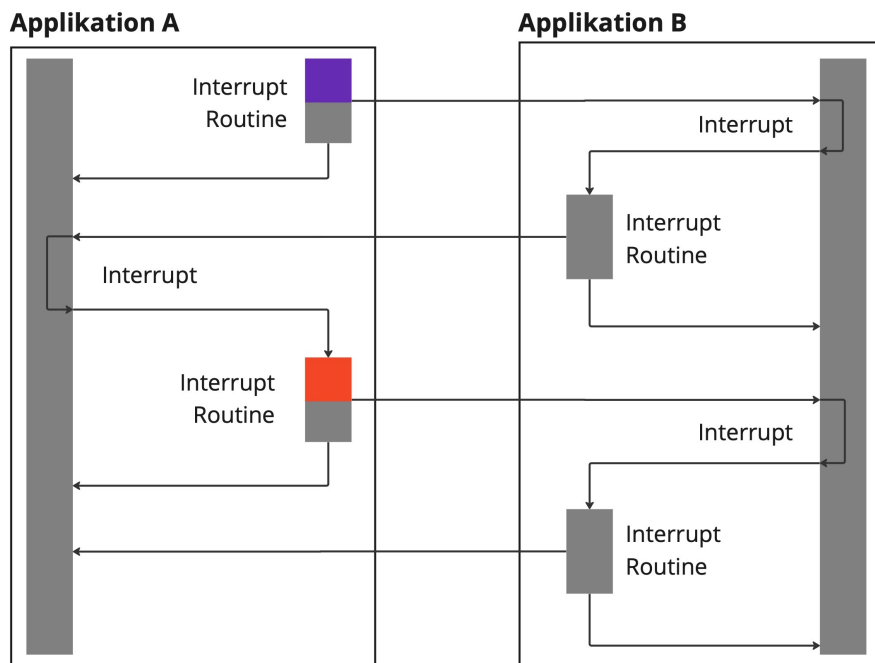 Applikation A
Applikation B
Interrupt
Routine
Interrupt
Interrupt
Routine
Interrupt
Interrupt
Routine
Interrupt
Interrupt
Routine